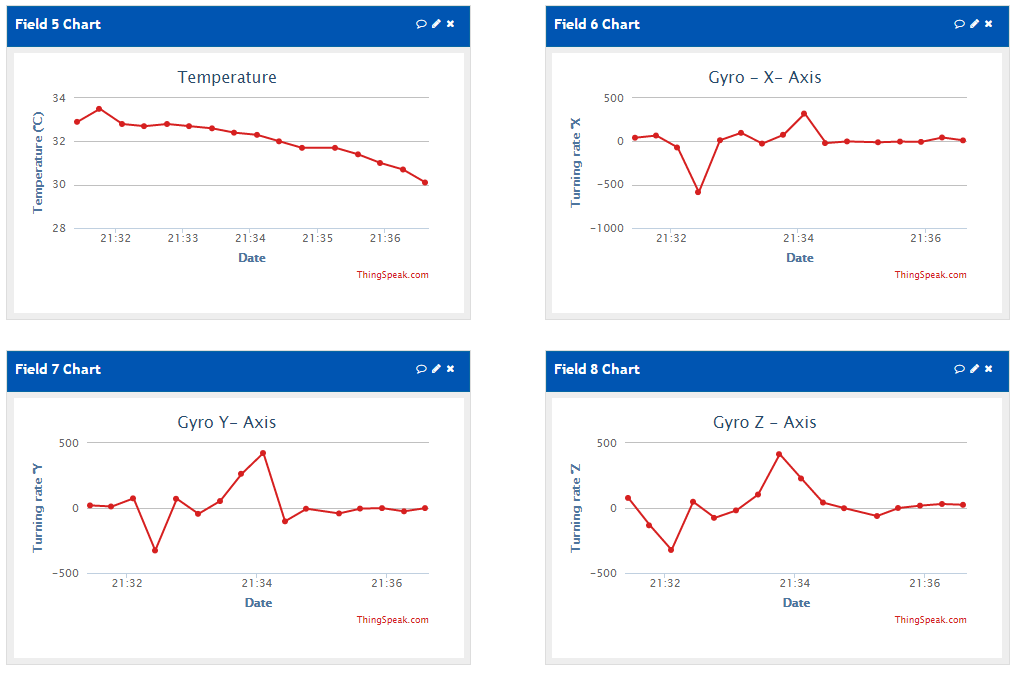 Field 5 Chart
Temperature
Temperature (°C)
34
32
30
28
21:32 21:33 21:34 21:35 21:36
Date
ThingSpeak.com
Field 6 Chart
Gyro - X- Axis
Turning rate °X
500
0
-500
-1000
21:32 21:34 21:36
Date
ThingSpeak.com
Field 7 Chart
Gyro Y- Axis
Turning rate °Y
500
0
-500
21:32 21:34 21:36
Date
ThingSpeak.com
Field 8 Chart
Gyro Z - Axis
Turning rate °Z
500
0
-500
21:32 21:34 21:36
Date
ThingSpeak.com